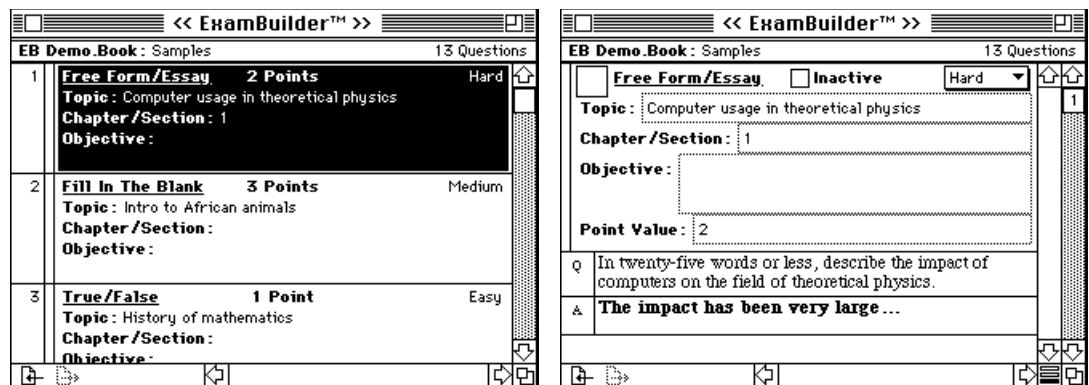 << ExamBuilder™ >>
EB Demo.Book : Samples 13 Questions
1 Free Form/Essay 2 Points Hard
Topic : Computer usage in theoretical physics
Chapter/Section : 1
Objective :
2 Fill In The Blank 3 Points Medium
Topic : Intro to African animals
Chapter/Section :
Objective :
3 True/False 1 Point Easy
Topic : History of mathematics
Chapter/Section :
Objective :
<< ExamBuilder™ >>
EB Demo.Book : Samples 13 Questions
Free Form/Essay Inactive Hard
1
Topic : Computer usage in theoretical physics
Chapter/Section : 1
Objective :
Point Value : 2
Q In twenty-five words or less, describe the impact of
computers on the field of theoretical physics.
A The impact has been very large...